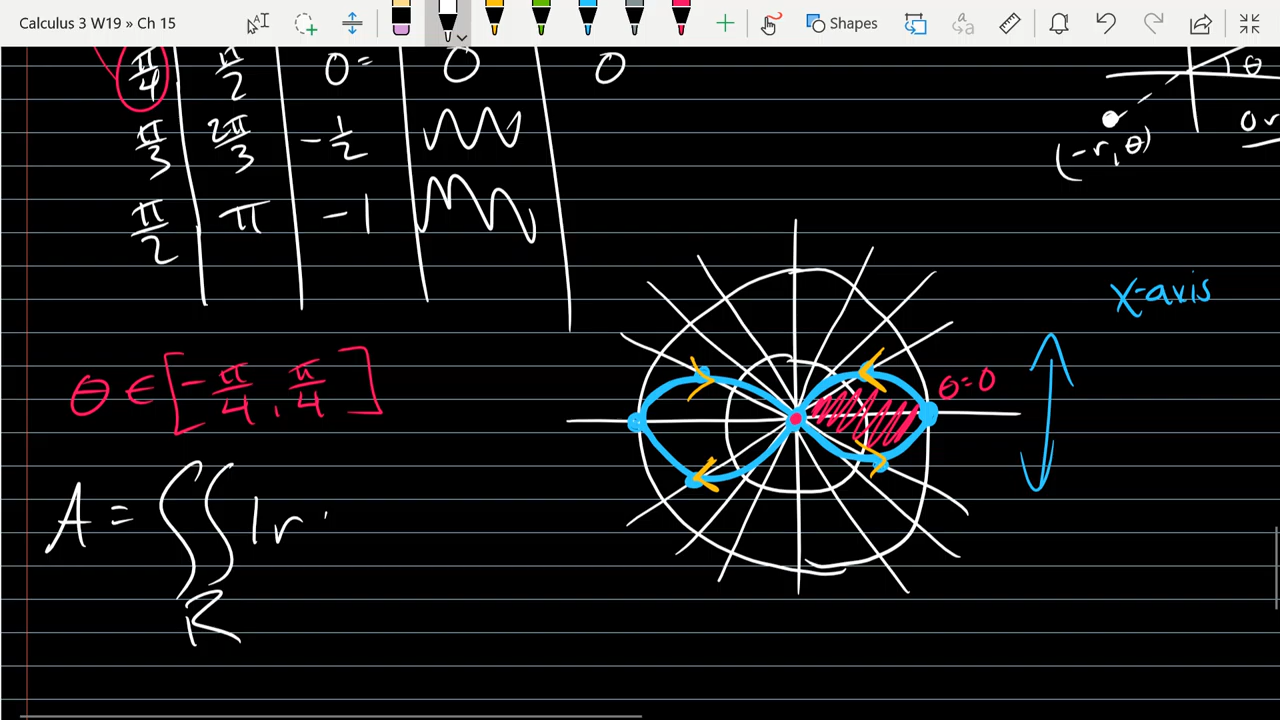 Calculus 3 W19 » Ch 15
Shapes
π/4 π/2 0 = 0 0
θ
π/3 2π/3 -1/2
(-r, θ)
or
π/2 π -1
x-axis
θ ∈ [-π/4, π/4]
θ=0
A = ∬ 1 r
R